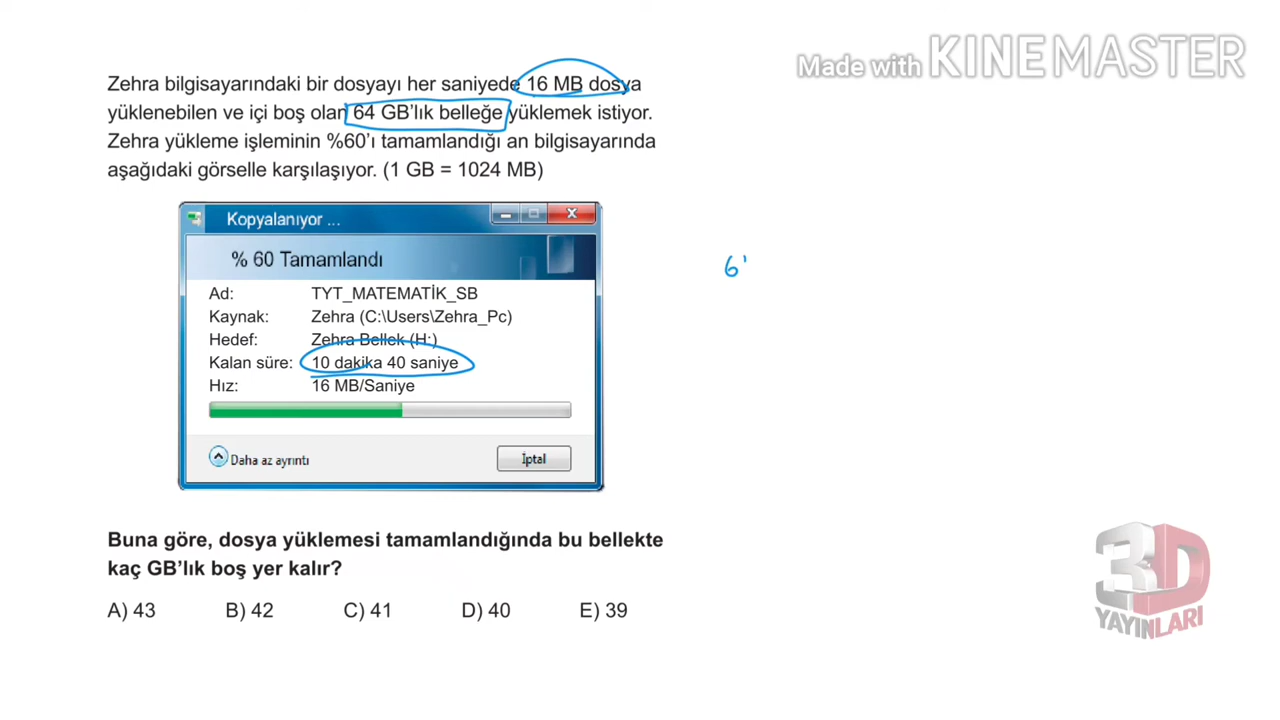 Made with KINEMASTER
Zehra bilgisayarındaki bir dosyayı her saniyede 16 MB dosya
yüklenebilen ve içi boş olan 64 GB'lık belleğe yüklemek istiyor.
Zehra yükleme işleminin %60'ı tamamlandığı an bilgisayarında
aşağıdaki görselle karşılaşıyor. (1 GB = 1024 MB)
Kopyalanıyor ...
% 60 Tamamlandı
Ad: TYT_MATEMATİK_SB
Kaynak: Zehra (C:\Users\Zehra_Pc)
Hedef: Zehra Bellek (H:)
Kalan süre: 10 dakika 40 saniye
Hız: 16 MB/Saniye
Daha az ayrıntı
İptal
6'
Buna göre, dosya yüklemesi tamamlandığında bu bellekte
kaç GB'lık boş yer kalır?
A) 43 B) 42 C) 41 D) 40 E) 39
3D
YAYINLARI